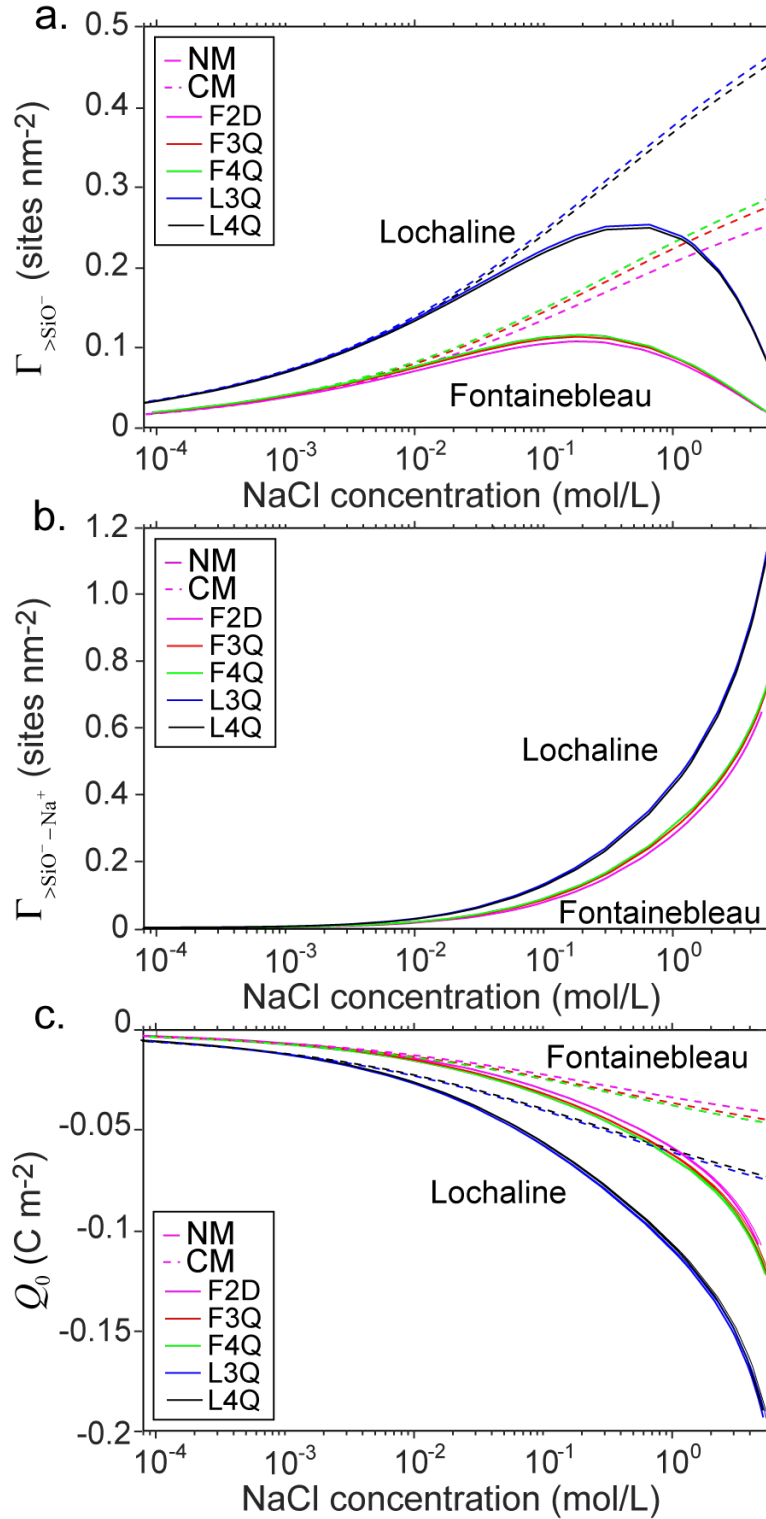 a.
0.5
0.4
0.3
0.2
0.1
0
Γ>SiO⁻ (sites nm-2)
NM
CM
F2D
F3Q
F4Q
L3Q
L4Q
Lochaline
Fontainebleau
10-4 10-3 10-2 10-1 100
NaCl concentration (mol/L)
b.
1.2
1.0
0.8
0.6
0.4
0.2
0
Γ>SiO⁻−Na⁺ (sites nm-2)
NM
CM
F2D
F3Q
F4Q
L3Q
L4Q
Lochaline
Fontainebleau
10-4 10-3 10-2 10-1 100
NaCl concentration (mol/L)
c.
0
-0.05
-0.1
-0.15
-0.2
Q0 (C m-2)
Fontainebleau
Lochaline
NM
CM
F2D
F3Q
F4Q
L3Q
L4Q
10-4 10-3 10-2 10-1 100
NaCl concentration (mol/L)